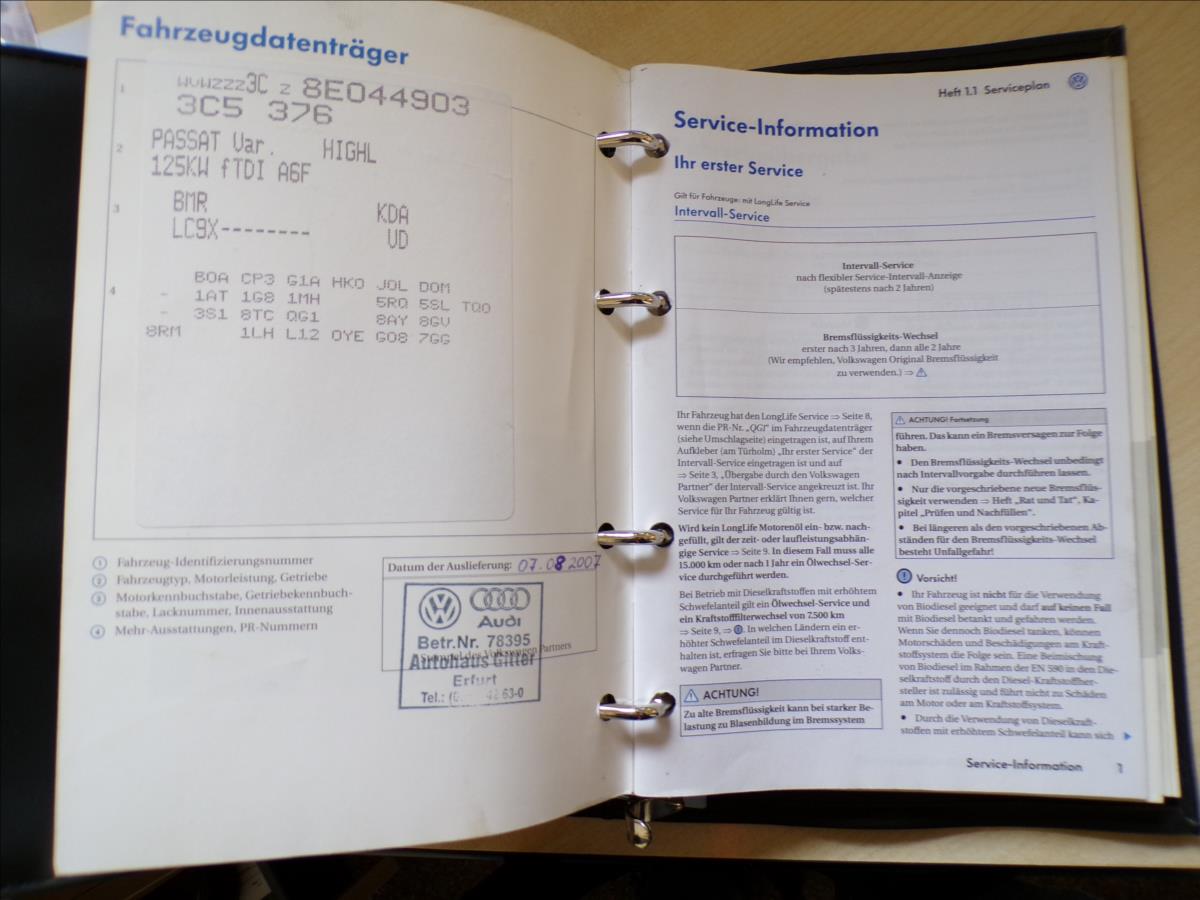 Fahrzeugdatenträger
1
WVWZZZ3C Z 8E044903
3C5 376
2
PASSAT Var. HIGHL
125KW fTDI A6F
3
BMR KDA
LC9X-------- UD
4
B0A CP3 G1A HK0 J0L D0M
- 1AT 1G8 1MH 5RQ 5SL TQ0
- 3S1 8TC QG1 8AY 8GV
8RM 1LH L12 0YE G08 7GG
1 Fahrzeug-Identifizierungsnummer
2 Fahrzeugtyp, Motorleistung, Getriebe
3 Motorkennbuchstabe, Getriebekennbuch-
stabe, Lacknummer, Innenausstattung
4 Mehr-Ausstattungen, PR-Nummern
Datum der Auslieferung: 07.08 2007
Audi
Betr.Nr. 78395
des Volkswagen Partners
Autohaus Gitter
Erfurt
Tel.: 63-0
Heft 1.1 Serviceplan
Service-Information
Ihr erster Service
Gilt für Fahrzeuge: mit LongLife Service
Intervall-Service
Intervall-Service
nach flexibler Service-Intervall-Anzeige
(spätestens nach 2 Jahren)
Bremsflüssigkeits-Wechsel
erster nach 3 Jahren, dann alle 2 Jahre
(Wir empfehlen, Volkswagen Original Bremsflüssigkeit
zu verwenden.) ⇒ ⚠
Ihr Fahrzeug hat den LongLife Service ⇒ Seite 8,
wenn die PR-Nr. „QGI" im Fahrzeugdatenträger
(siehe Umschlagseite) eingetragen ist, auf Ihrem
Aufkleber (am Türholm) „Ihr erster Service" der
Intervall-Service eingetragen ist und auf
⇒ Seite 3, „Übergabe durch den Volkswagen
Partner" der Intervall-Service angekreuzt ist. Ihr
Volkswagen Partner erklärt Ihnen gern, welcher
Service für Ihr Fahrzeug gültig ist.
Wird kein LongLife Motorenöl ein- bzw. nach-
gefüllt, gilt der zeit- oder laufleistungsabhän-
gige Service ⇒ Seite 9. In diesem Fall muss alle
15.000 km oder nach 1 Jahr ein Ölwechsel-Ser-
vice durchgeführt werden.
Bei Betrieb mit Dieselkraftstoffen mit erhöhtem
Schwefelanteil gilt ein Ölwechsel-Service und
ein Kraftstofffilterwechsel von 7.500 km
⇒ Seite 9, ⇒ ❗. In welchen Ländern ein er-
höhter Schwefelanteil im Dieselkraftstoff ent-
halten ist, erfragen Sie bitte bei Ihrem Volks-
wagen Partner.
⚠ ACHTUNG!
Zu alte Bremsflüssigkeit kann bei starker Be-
lastung zu Blasenbildung im Bremssystem
⚠ ACHTUNG! Fortsetzung
führen. Das kann ein Bremsversagen zur Folge
haben.
• Den Bremsflüssigkeits-Wechsel unbedingt
nach Intervallvorgabe durchführen lassen.
• Nur die vorgeschriebene neue Bremsflüs-
sigkeit verwenden ⇒ Heft „Rat und Tat", Ka-
pitel „Prüfen und Nachfüllen".
• Bei längeren als den vorgeschriebenen Ab-
ständen für den Bremsflüssigkeits-Wechsel
besteht Unfallgefahr!
Vorsicht!
• Ihr Fahrzeug ist nicht für die Verwendung
von Biodiesel geeignet und darf auf keinen Fall
mit Biodiesel betankt und gefahren werden.
Wenn Sie dennoch Biodiesel tanken, können
Motorschäden und Beschädigungen am Kraft-
stoffsystem die Folge sein. Eine Beimischung
von Biodiesel im Rahmen der EN 590 in den Die-
selkraftstoff durch den Diesel-Kraftstoffher-
steller ist zulässig und führt nicht zu Schäden
am Motor oder am Kraftstoffsystem.
• Durch die Verwendung von Dieselkraft-
stoffen mit erhöhtem Schwefelanteil kann sich
Service-Information 1